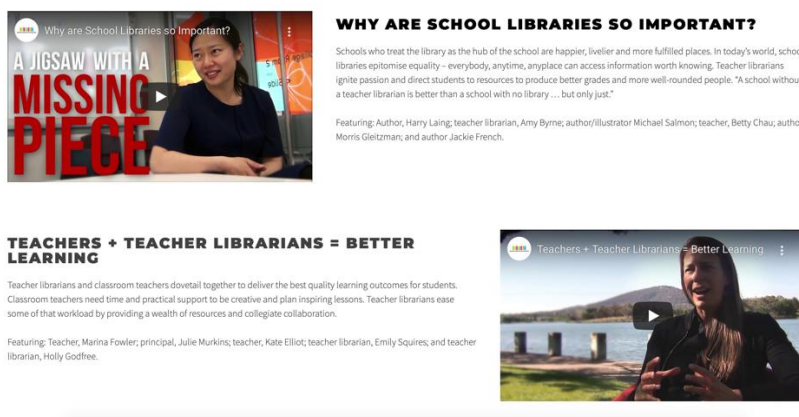 Why are School Libraries so Important?
A JIGSAW WITH A
MISSING
PIECE
WHY ARE SCHOOL LIBRARIES SO IMPORTANT?
Schools who treat the library as the hub of the school are happier, livelier and more fulfilled places. In today's world, schoo
libraries epitomise equality – everybody, anytime, anyplace can access information worth knowing. Teacher librarians
ignite passion and direct students to resources to produce better grades and more well-rounded people. "A school withou
a teacher librarian is better than a school with no library … but only just."
Featuring: Author, Harry Laing; teacher librarian, Amy Byrne; author/illustrator Michael Salmon; teacher, Betty Chau; autho
Morris Gleitzman; and author Jackie French.
TEACHERS + TEACHER LIBRARIANS = BETTER
LEARNING
Teacher librarians and classroom teachers dovetail together to deliver the best quality learning outcomes for students.
Classroom teachers need time and practical support to be creative and plan inspiring lessons. Teacher librarians ease
some of that workload by providing a wealth of resources and collegiate collaboration.
Featuring: Teacher, Marina Fowler; principal, Julie Murkins; teacher, Kate Elliot; teacher librarian, Emily Squires; and teacher
librarian, Holly Godfree.
Teachers + Teacher Librarians = Better Learning